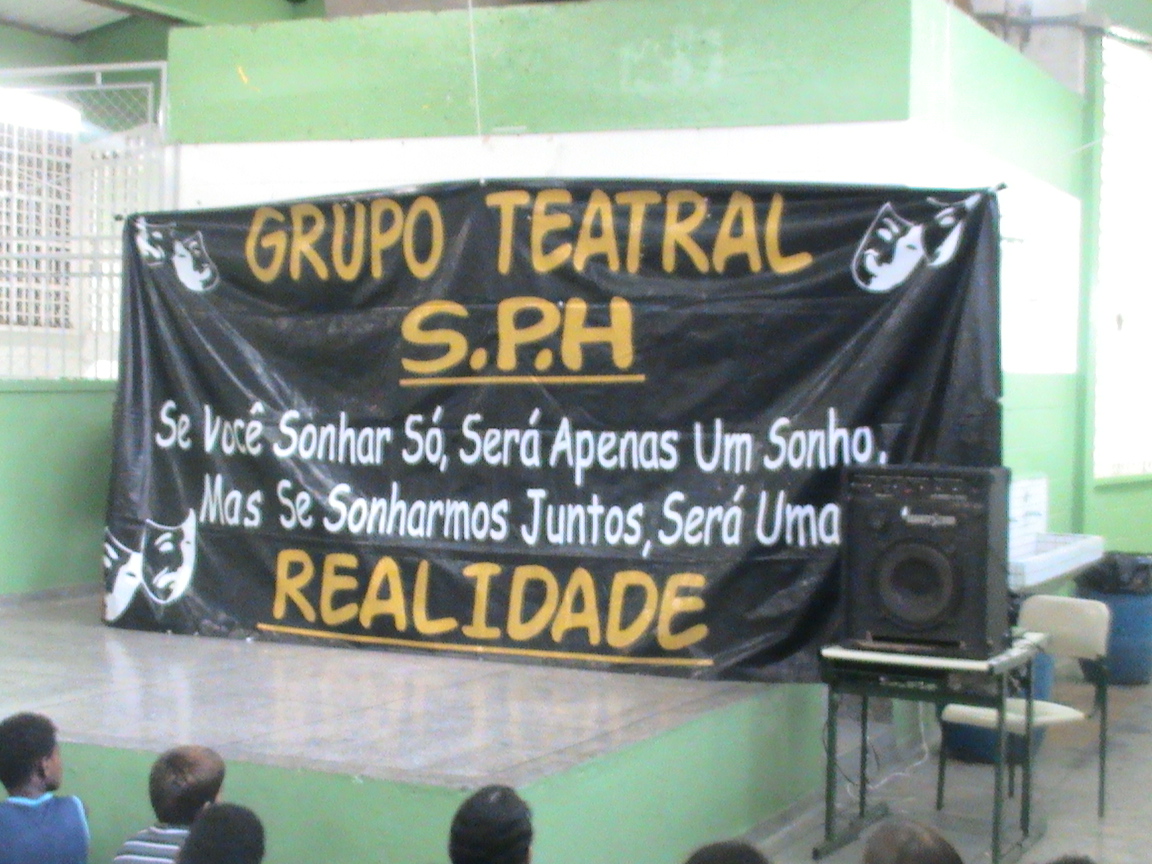 GRUPO TEATRAL
S.P.H
Se Você Sonhar Só, Será Apenas Um Sonho.
Mas Se Sonharmos Juntos, Será Uma
REALIDADE